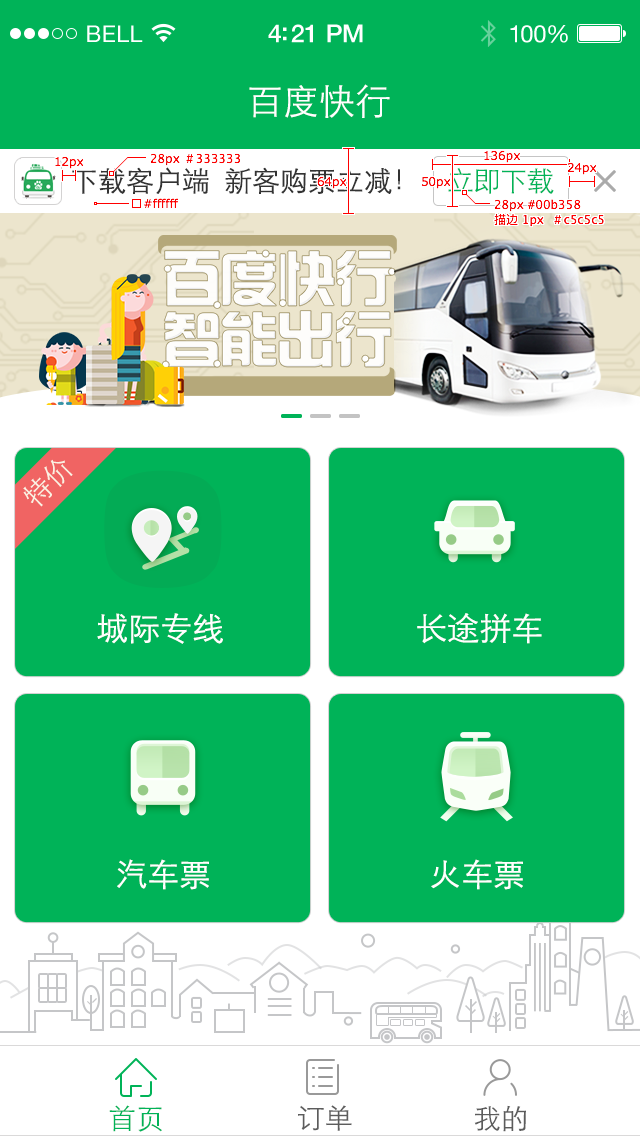 BELL 4:21 PM 100%
百度快行
12px 28px #333333 136px 24px
下载客户端 新客购票立减! 64px 50px 立即下载
#ffffff 28px #00b358
描边 1px #c5c5c5
百度快行
智能出行
特价
城际专线 长途拼车
汽车票 火车票
首页 订单 我的